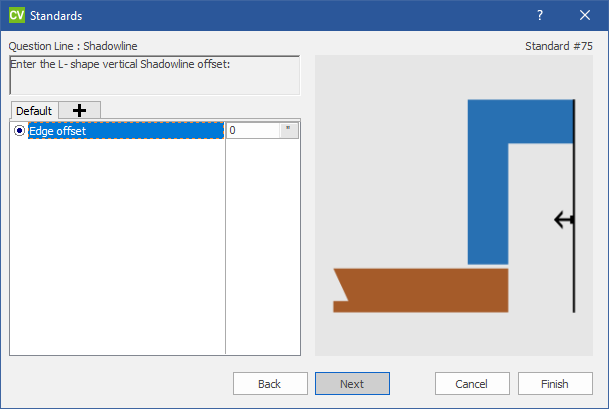 CV Standards ?
Question Line : Shadowline Standard #75
Enter the L- shape vertical Shadowline offset:
Default
Edge offset 0 "
Back Next Cancel Finish